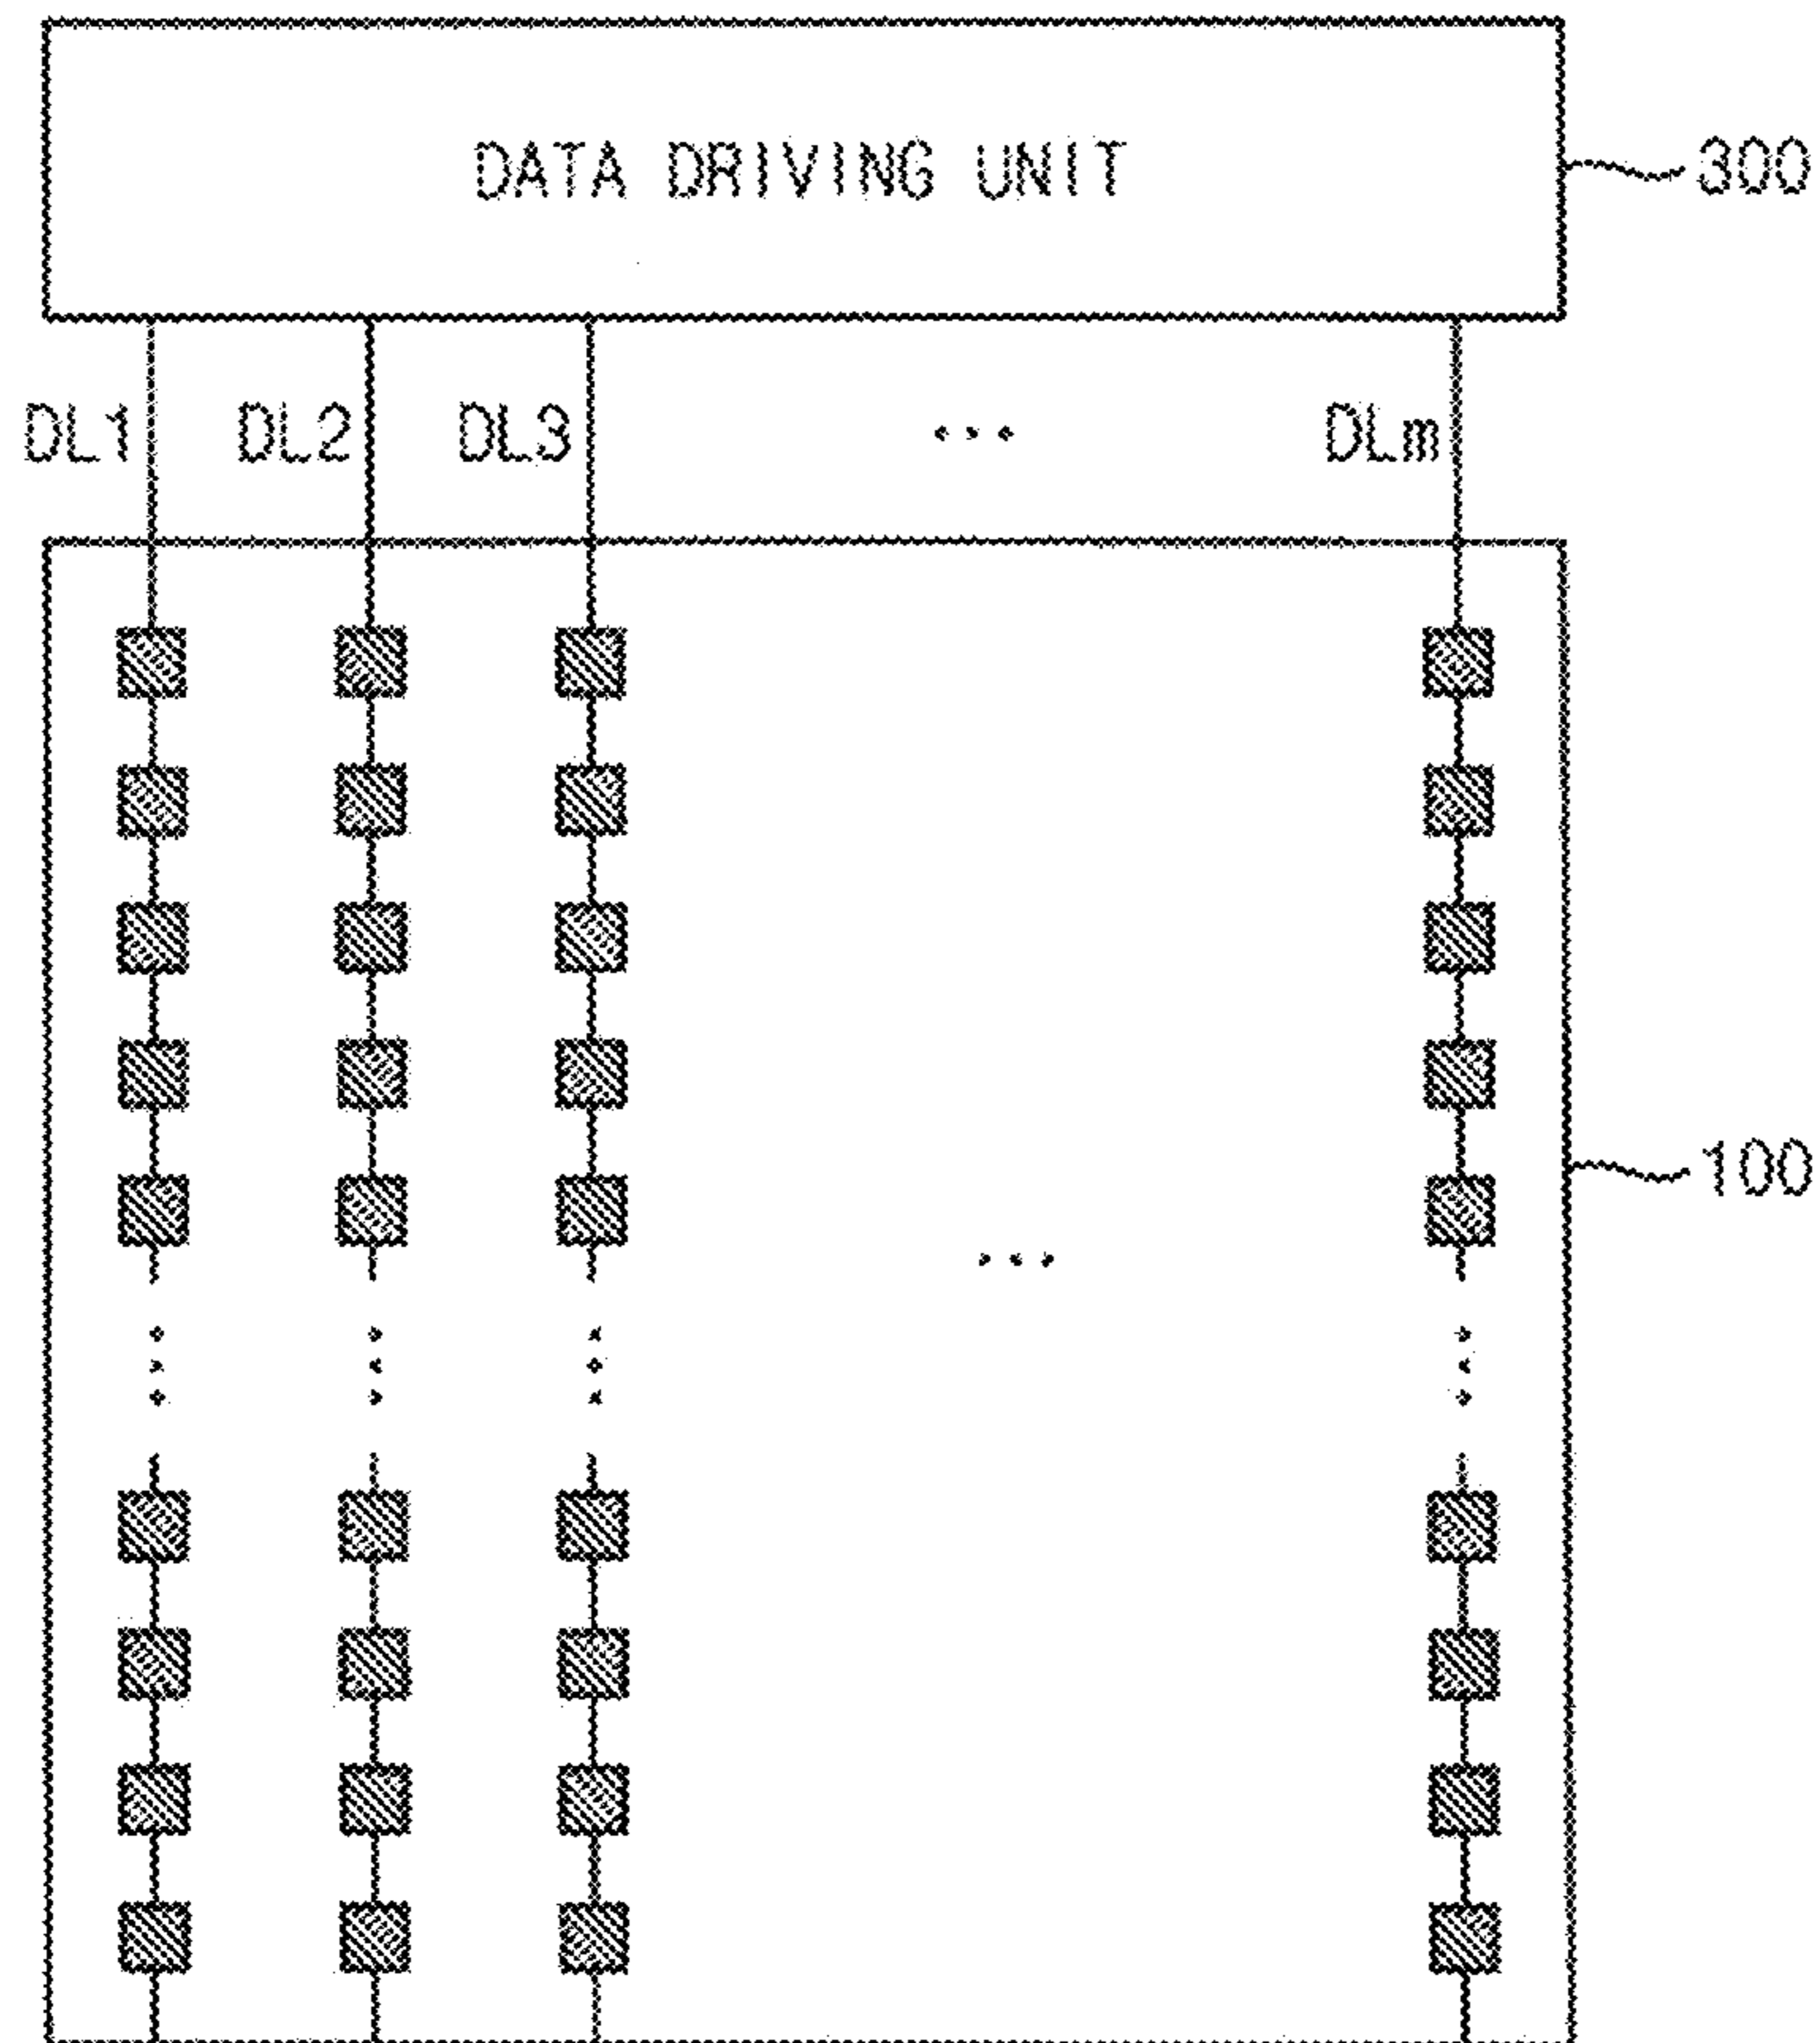 DATA DRIVING UNIT
300
DL1 DL2 DL3 ... DLm
100
...